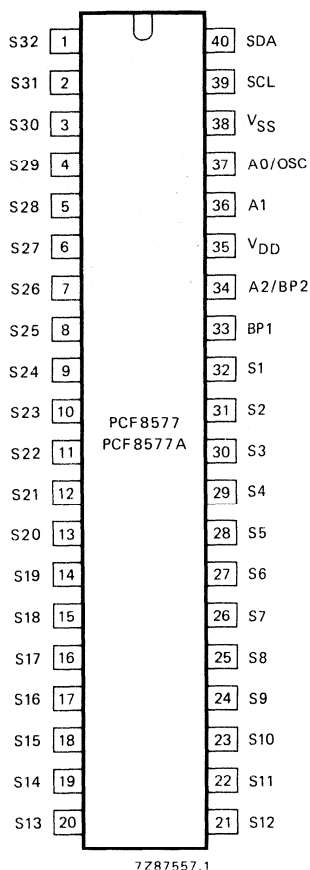 S32 1 40 SDA
S31 2 39 SCL
S30 3 38 VSS
S29 4 37 A0/OSC
S28 5 36 A1
S27 6 35 VDD
S26 7 34 A2/BP2
S25 8 33 BP1
S24 9 32 S1
S23 10 31 S2
PCF8577
PCF8577A
S22 11 30 S3
S21 12 29 S4
S20 13 28 S5
S19 14 27 S6
S18 15 26 S7
S17 16 25 S8
S16 17 24 S9
S15 18 23 S10
S14 19 22 S11
S13 20 21 S12
7Z87557.1